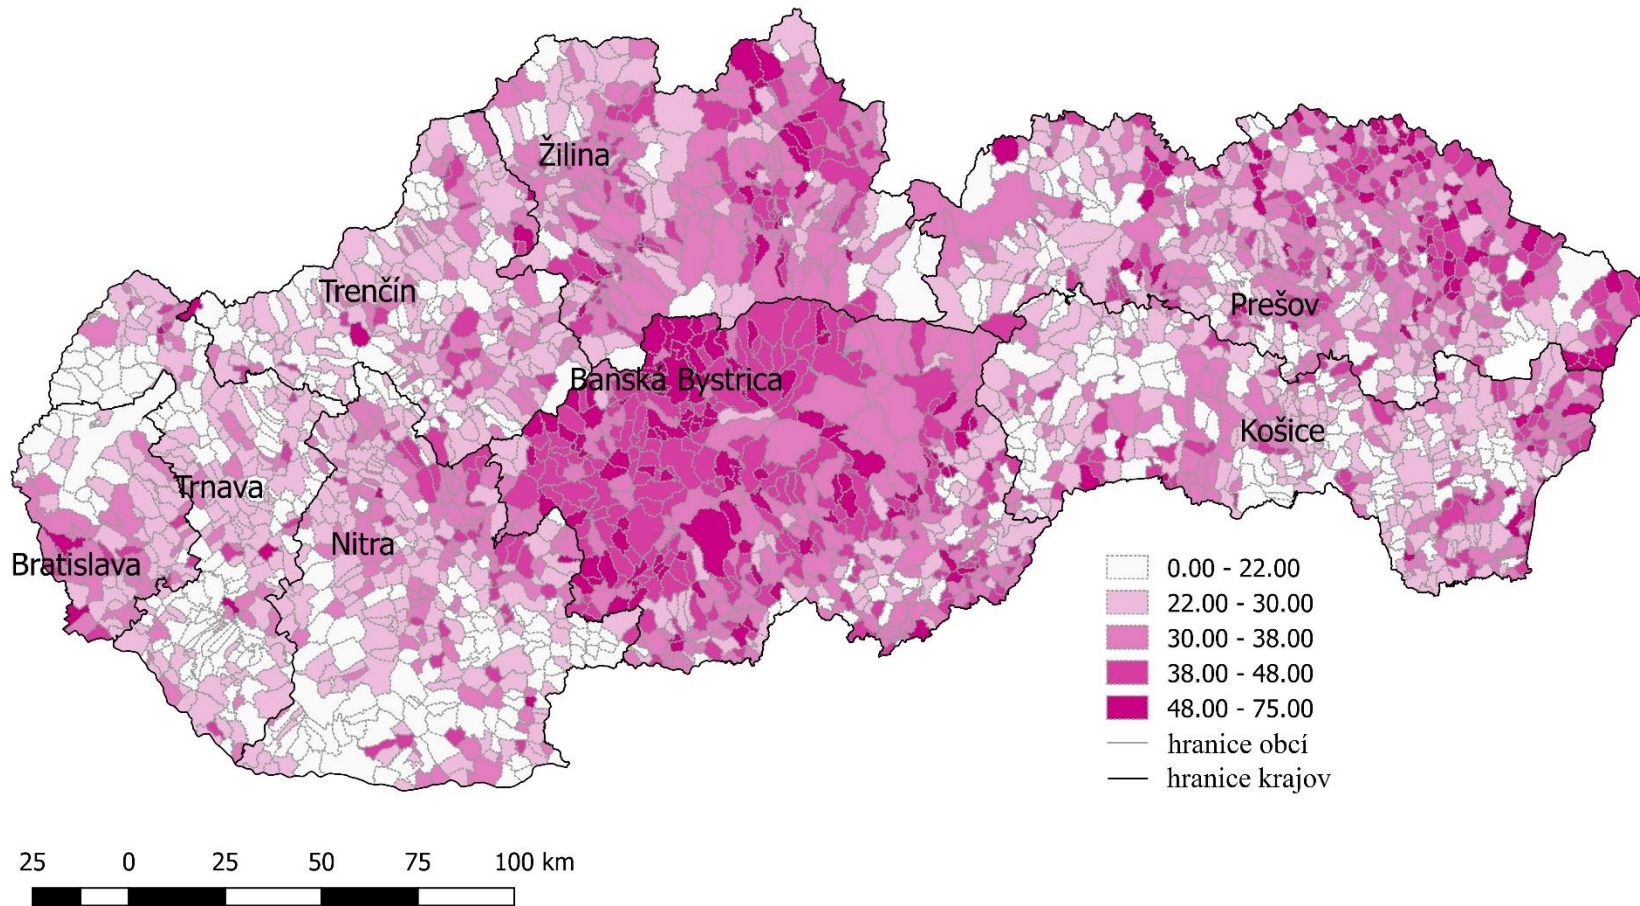 Žilina
Trenčín
Prešov
Banská Bystrica
Košice
Trnava
Nitra
Bratislava
0.00 - 22.00
22.00 - 30.00
30.00 - 38.00
38.00 - 48.00
48.00 - 75.00
hranice obcí
hranice krajov
25 0 25 50 75 100 km